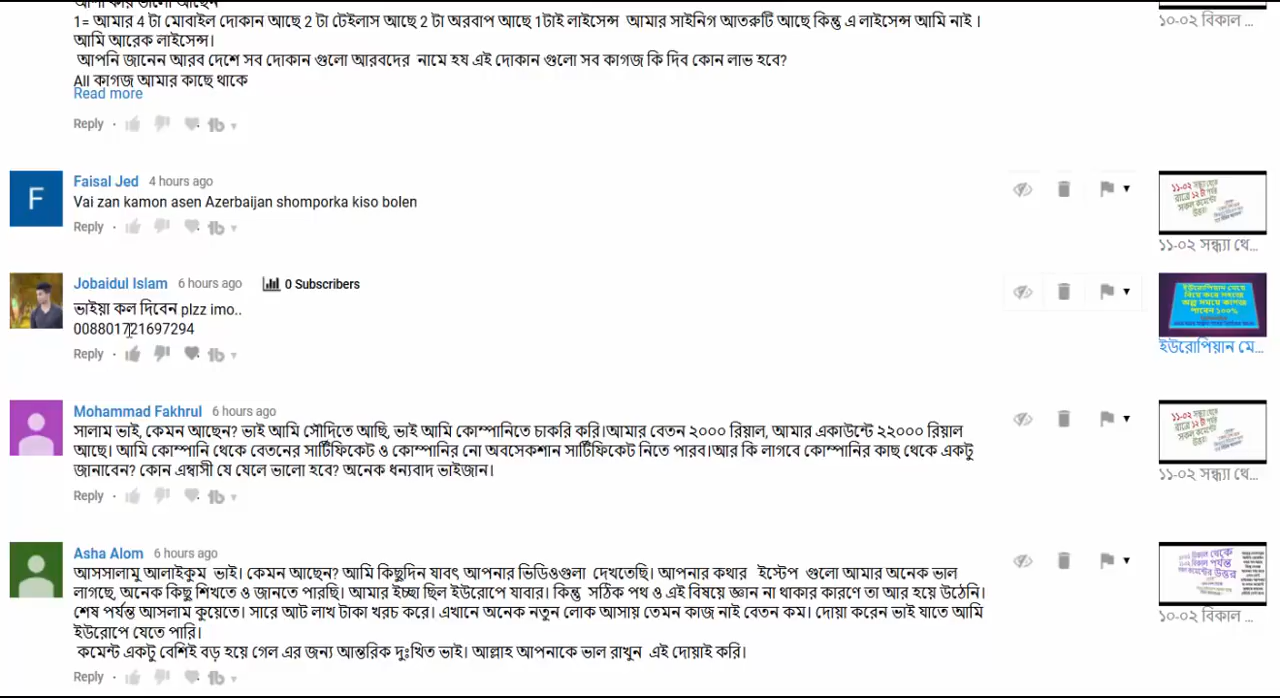 1= আমার 4 টা মোবাইল দোকান আছে 2 টা টেইলাস আছে 2 টা অরবাপ আছে 1টাই লাইসেন্স আমার সাইনিগ আতরুটি আছে কিন্তু এ লাইসেন্স আমি নাই ।
আমি আরেক লাইসেন্স।
আপনি জানেন আরব দেশে সব দোকান গুলো আরবদের নামে হয এই দোকান গুলো সব কাগজ কি দিব কোন লাভ হবে?
All কাগজ আমার কাছে থাকে
Read more
Reply
১০-০২ বিকাল ...
Faisal Jed 4 hours ago
Vai zan kamon asen Azerbaijan shomporka kiso bolen
Reply
১১-০২ সন্ধ্যা থে...
Jobaidul Islam 6 hours ago 0 Subscribers
ভাইয়া কল দিবেন plzz imo..
008801721697294
Reply
ইউরোপিয়ান মে...
Mohammad Fakhrul 6 hours ago
সালাম ভাই, কেমন আছেন? ভাই আমি সৌদিতে আছি, ভাই আমি কোম্পানিতে চাকরি করি।আমার বেতন ২০০০ রিয়াল, আমার একাউন্টে ২২০০০ রিয়াল
আছে। আমি কোম্পানি থেকে বেতনের সার্টিফিকেট ও কোম্পানির নো অবসেকশান সার্টিফিকেট নিতে পারব।আর কি লাগবে কোম্পানির কাছ থেকে একটু
জানাবেন? কোন এম্বাসী যে যেলে ভালো হবে? অনেক ধন্যবাদ ভাইজান।
Reply
১১-০২ সন্ধ্যা থে...
Asha Alom 6 hours ago
আসসালামু আলাইকুম ভাই। কেমন আছেন? আমি কিছুদিন যাবৎ আপনার ভিডিওগুলা দেখতেছি। আপনার কথার ইস্টেপ গুলো আমার অনেক ভাল
লাগছে, অনেক কিছু শিখতে ও জানতে পারছি। আমার ইচ্ছা ছিল ইউরোপে যাবার। কিন্তু সঠিক পথ ও এই বিষয়ে জ্ঞান না থাকার কারণে তা আর হয়ে উঠেনি।
শেষ পর্যন্ত আসলাম কুয়েতে। সারে আট লাখ টাকা খরচ করে। এখানে অনেক নতুন লোক আসায় তেমন কাজ নাই বেতন কম। দোয়া করেন ভাই যাতে আমি
ইউরোপে যেতে পারি।
কমেন্ট একটু বেশিই বড় হয়ে গেল এর জন্য আন্তরিক দুঃখিত ভাই। আল্লাহ আপনাকে ভাল রাখুন এই দোয়াই করি।
Reply
১০-০২ বিকাল ...